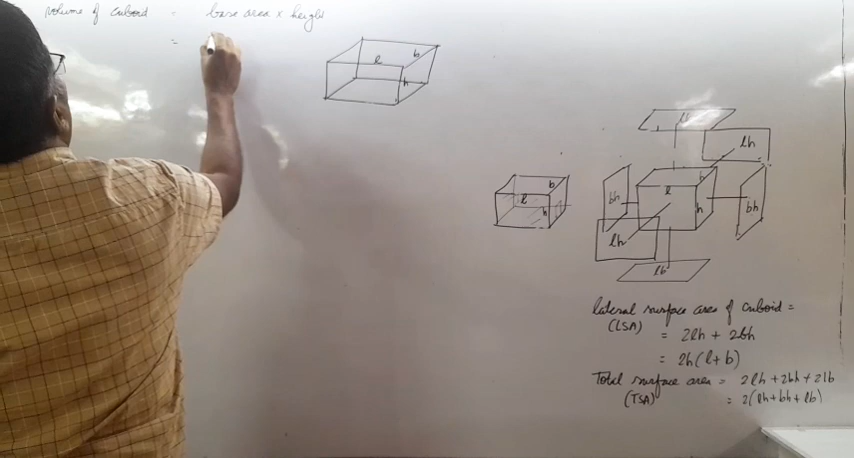 volume of cuboid = base area × height
=
l b
h
lb
lh
b
l b
h
bh
l
h
bh
lh
lb
lateral surface area of cuboid =
(LSA) = 2lh + 2bh
= 2h(l+b)
Total surface area = 2lh+2bh+2lb
(TSA) = 2(lh+bh+lb)